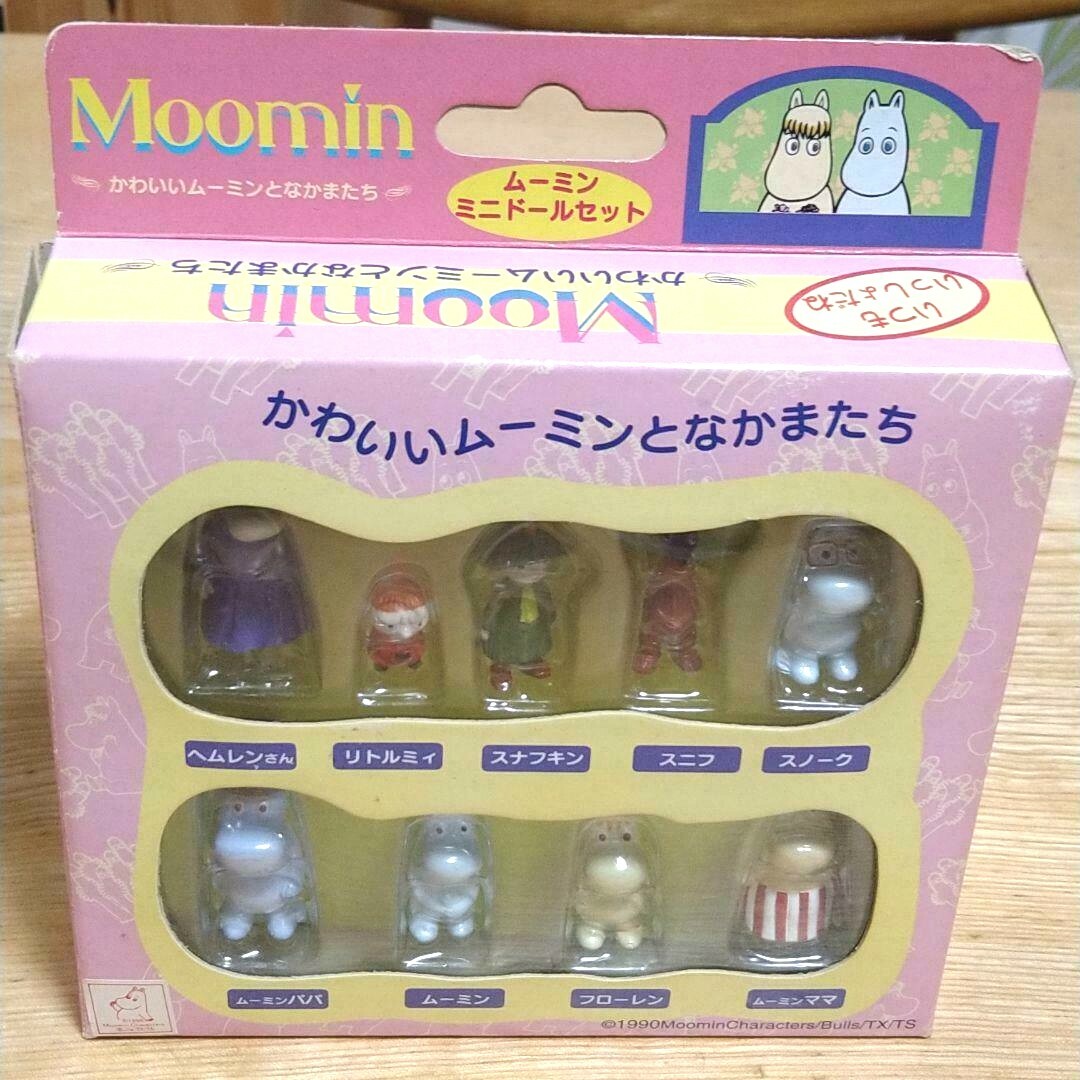 Moomin
かわいいムーミンとなかまたち
ムーミン
ミニドールセット
かわいいムーミンとなかまたち
Moomin
いつも
いっしょだね
かわいいムーミンとなかまたち
ヘムレンさん
リトルミィ
スナフキン
スニフ
スノーク
ムーミンパパ
ムーミン
フローレン
ムーミンママ
©1990MoominCharacters/Bulls/TX/TS